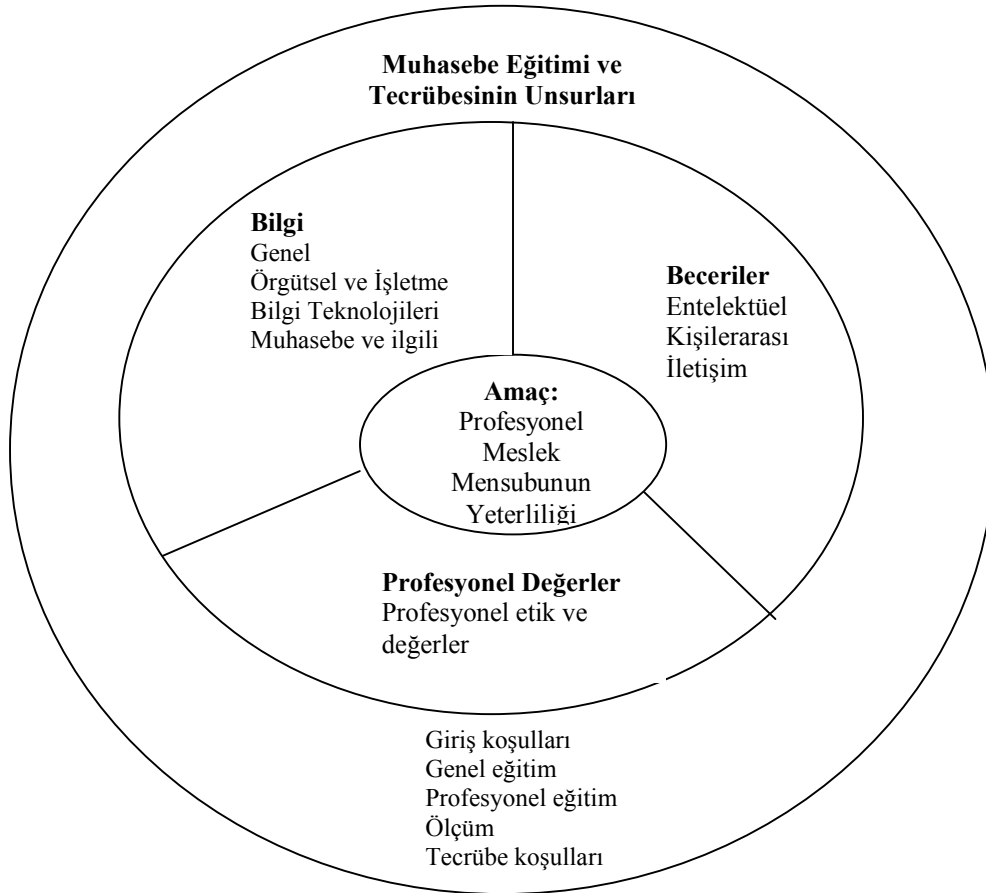 Muhasebe Eğitimi ve
Tecrübesinin Unsurları
Bilgi
Genel
Örgütsel ve İşletme
Bilgi Teknolojileri
Muhasebe ve ilgili
Beceriler
Entelektüel
Kişilerarası
İletişim
Amaç:
Profesyonel
Meslek
Mensubunun
Yeterliliği
Profesyonel Değerler
Profesyonel etik ve
değerler
Giriş koşulları
Genel eğitim
Profesyonel eğitim
Ölçüm
Tecrübe koşulları